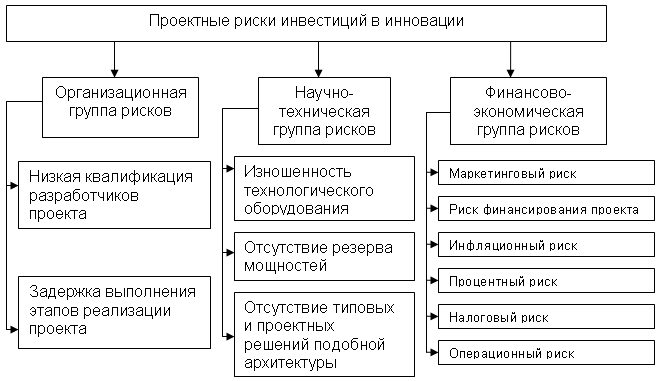 Проектные риски инвестиций в инновации
Организационная
группа рисков
Низкая квалификация
разработчиков
проекта
Задержка выполнения
этапов реализации
проекта
Научно-
техническая
группа рисков
Изношенность
технологического
оборудования
Отсутствие резерва
мощностей
Отсутствие типовых
и проектных
решений подобной
архитектуры
Финансово-
экономическая
группа рисков
Маркетинговый риск
Риск финансирования проекта
Инфляционный риск
Процентный риск
Налоговый риск
Операционный риск